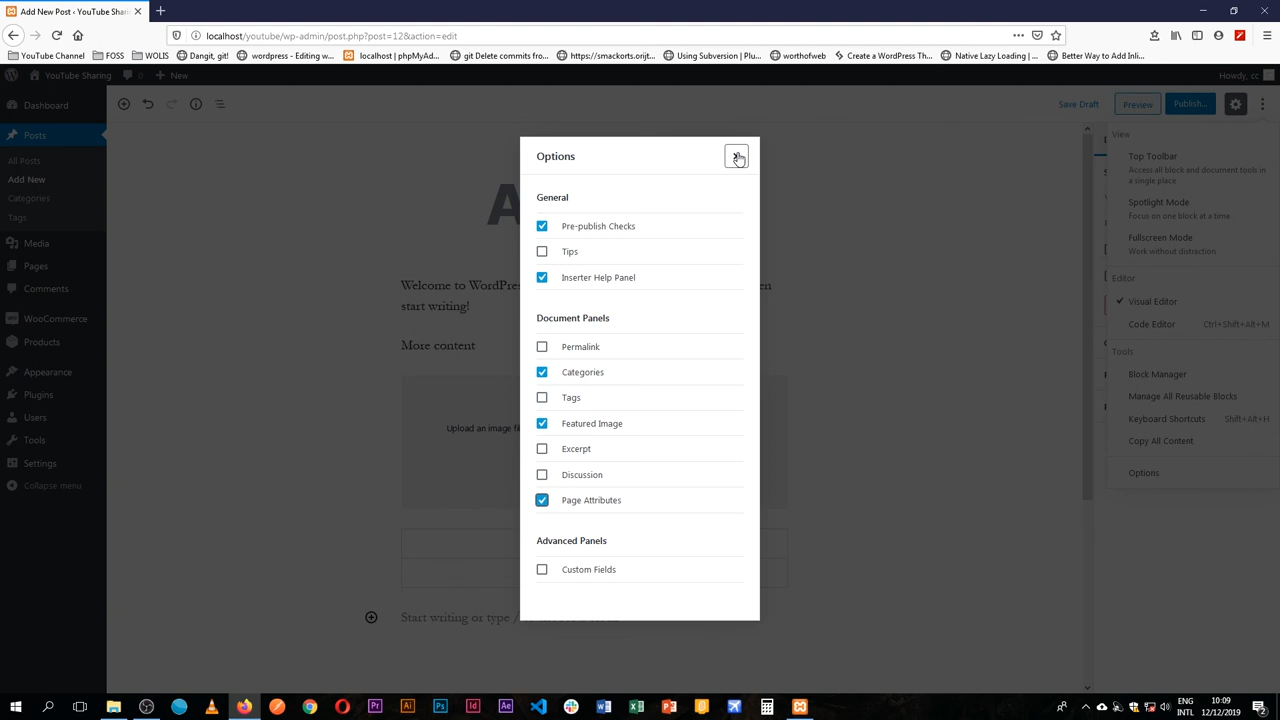 Add New Post ‹ YouTube Sharin
localhost/youtube/wp-admin/post.php?post=12&action=edit
YouTube Channel
FOSS
WOLIS
Dangit, git!
wordpress - Editing w...
localhost | phpMyAd...
git Delete commits fro...
https://smackorts.orijt...
Using Subversion | Plu...
worthofweb
Create a WordPress Th...
Native Lazy Loading | ...
Better Way to Add Inli...
YouTube Sharing
0
New
Howdy, cc
Dashboard
Posts
All Posts
Add New
Categories
Tags
Media
Pages
Comments
WooCommerce
Products
Appearance
Plugins
Users
Tools
Settings
Collapse menu
Save Draft
Preview
Publish...
Welcome to WordPres
en
start writing!
More content
Upload an image fi
Start writing or type /
Options
General
Pre-publish Checks
Tips
Inserter Help Panel
Document Panels
Permalink
Categories
Tags
Featured Image
Excerpt
Discussion
Page Attributes
Advanced Panels
Custom Fields
View
Top Toolbar
Access all block and document tools in
a single place
Spotlight Mode
Focus on one block at a time
Fullscreen Mode
Work without distraction
Editor
Visual Editor
Code Editor Ctrl+Shift+Alt+M
Tools
Block Manager
Manage All Reusable Blocks
Keyboard Shortcuts Shift+Alt+H
Copy All Content
Options
ENG
INTL
10:09
12/12/2019